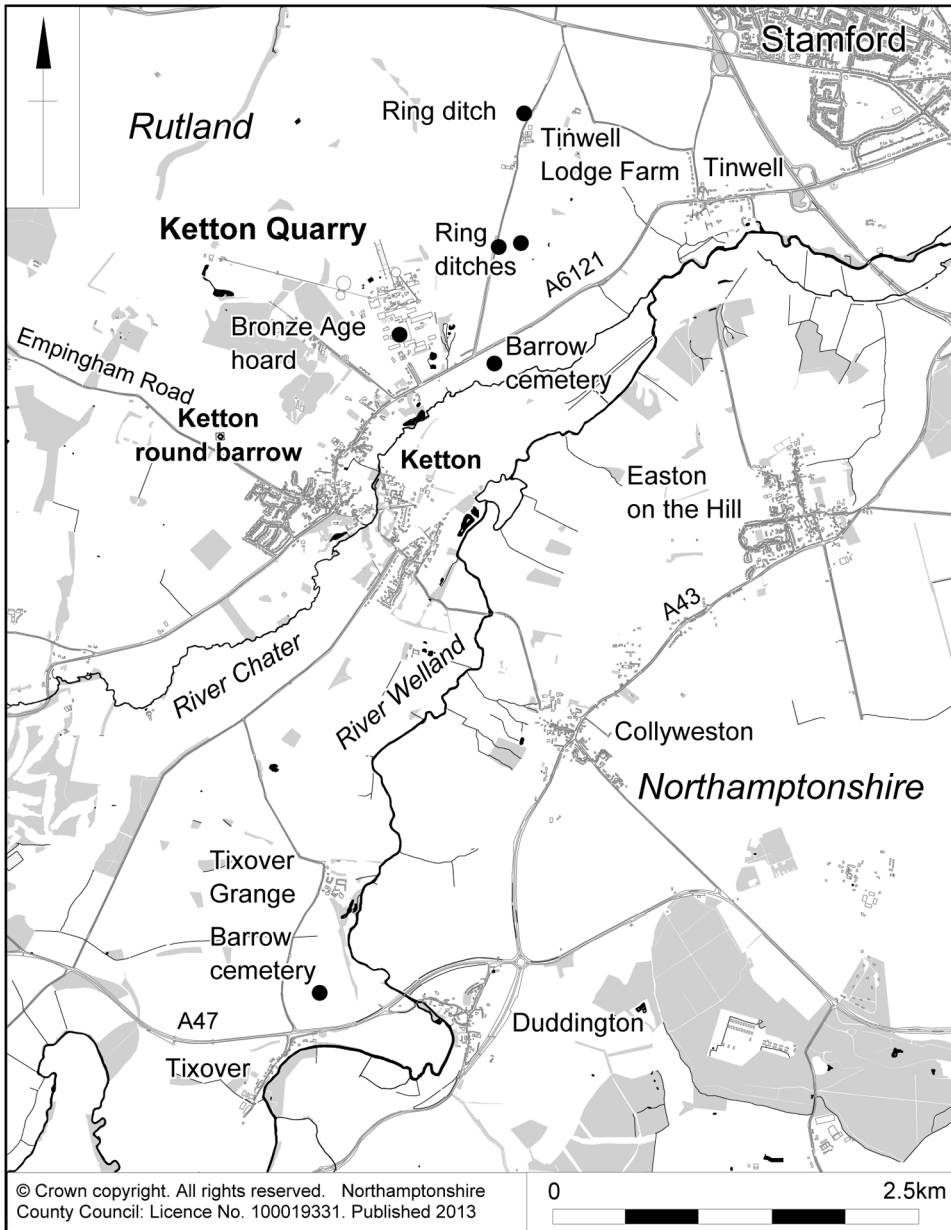 Stamford
Ring ditch
Rutland
Tinwell
Lodge Farm
Tinwell
Ketton Quarry
Ring
ditches
A6121
Bronze Age
hoard
Empingham Road
Barrow
cemetery
Ketton
round barrow
Ketton
Easton
on the Hill
A43
River Chater
River Welland
Collyweston
Northamptonshire
Tixover
Grange
Barrow
cemetery
A47
Duddington
Tixover
© Crown copyright. All rights reserved. Northamptonshire
County Council: Licence No. 100019331. Published 2013
0 2.5km